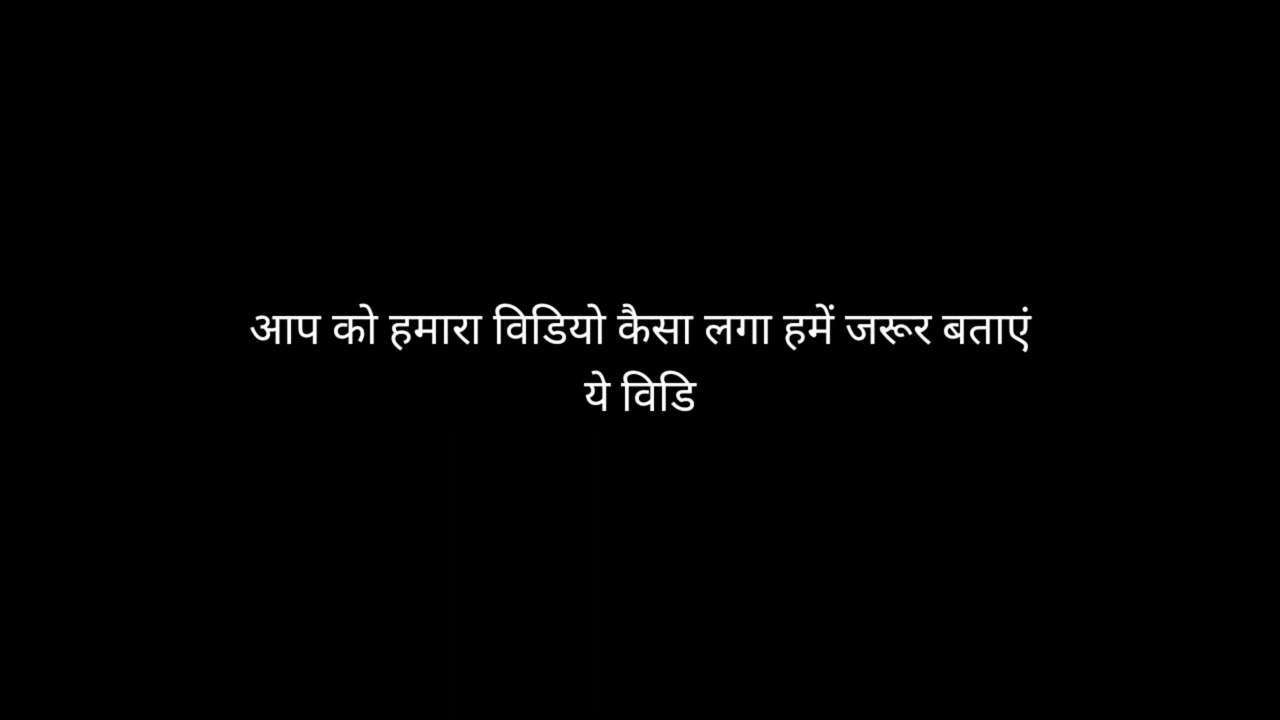 आप को हमारा विडियो कैसा लगा हमें जरूर बताएं
ये विडि